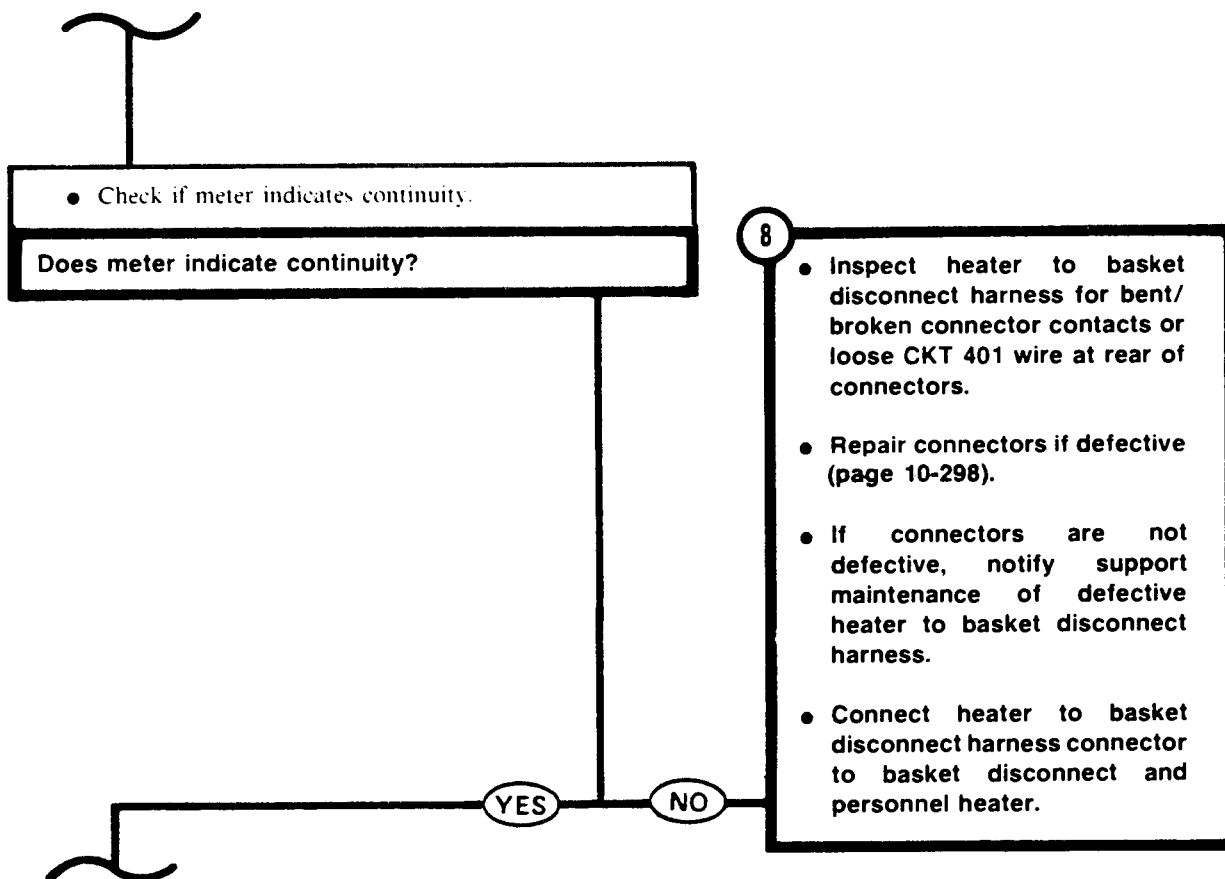 ● Check if meter indicates continuity.
Does meter indicate continuity?
8
● Inspect heater to basket
disconnect harness for bent/
broken connector contacts or
loose CKT 401 wire at rear of
connectors.
● Repair connectors if defective
(page 10-298).
● If connectors are not
defective, notify support
maintenance of defective
heater to basket disconnect
harness.
● Connect heater to basket
disconnect harness connector
to basket disconnect and
personnel heater.
YES
NO